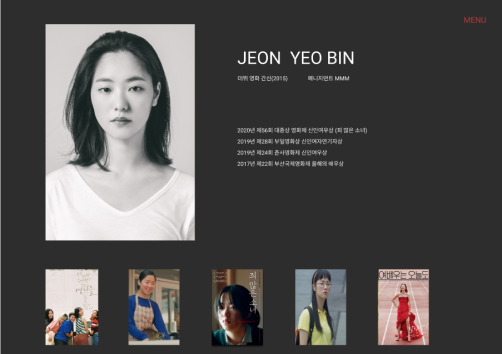 MENU
JEON YEO BIN
데뷔 영화 간신(2015) 매니지먼트 MMM
2020년 제56회 대종상 영화제 신인여우상 (죄 많은 소녀)
2019년 제28회 부일영화상 신인여자연기자상
2019년 제24회 춘사영화제 신인여우상
2017년 제22회 부산국제영화제 올해의 배우상
죄 많은 소녀
여배우는 오늘도